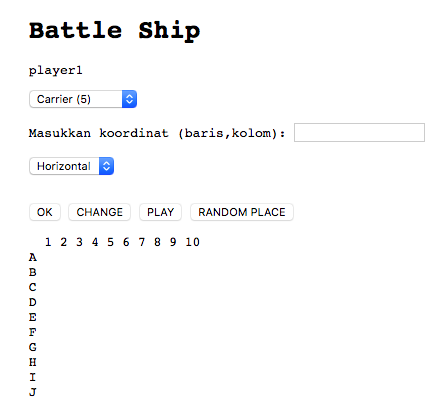 Battle Ship
player1
Carrier (5)
Masukkan koordinat (baris,kolom):
Horizontal
OK CHANGE PLAY RANDOM PLACE
1 2 3 4 5 6 7 8 9 10
A
B
C
D
E
F
G
H
I
J